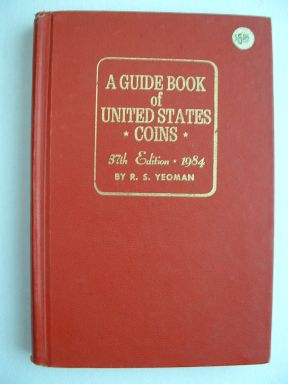 A GUIDE BOOK
of
UNITED STATES
* COINS *
37th Edition • 1984
BY R. S. YEOMAN